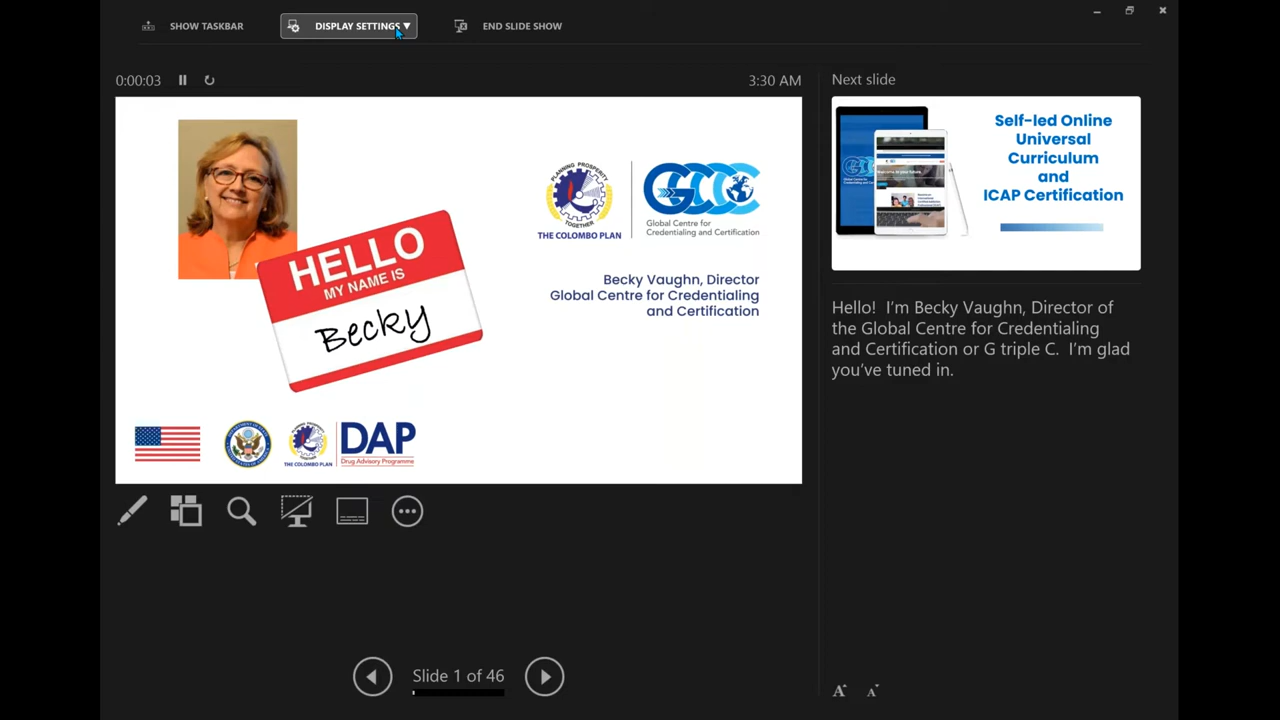 SHOW TASKBAR
DISPLAY SETTINGS ▼
END SLIDE SHOW
0:00:03
3:30 AM
Next slide
HELLO
MY NAME IS
Becky
PLANNING PROSPERITY
TOGETHER
THE COLOMBO PLAN
GCCC
Global Centre for
Credentialing and Certification
Becky Vaughn, Director
Global Centre for Credentialing
and Certification
THE COLOMBO PLAN
DAP
Drug Advisory Programme
Self-led Online
Universal
Curriculum
and
ICAP Certification
Hello! I’m Becky Vaughn, Director of
the Global Centre for Credentialing
and Certification or G triple C. I’m glad
you’ve tuned in.
Slide 1 of 46
A
A